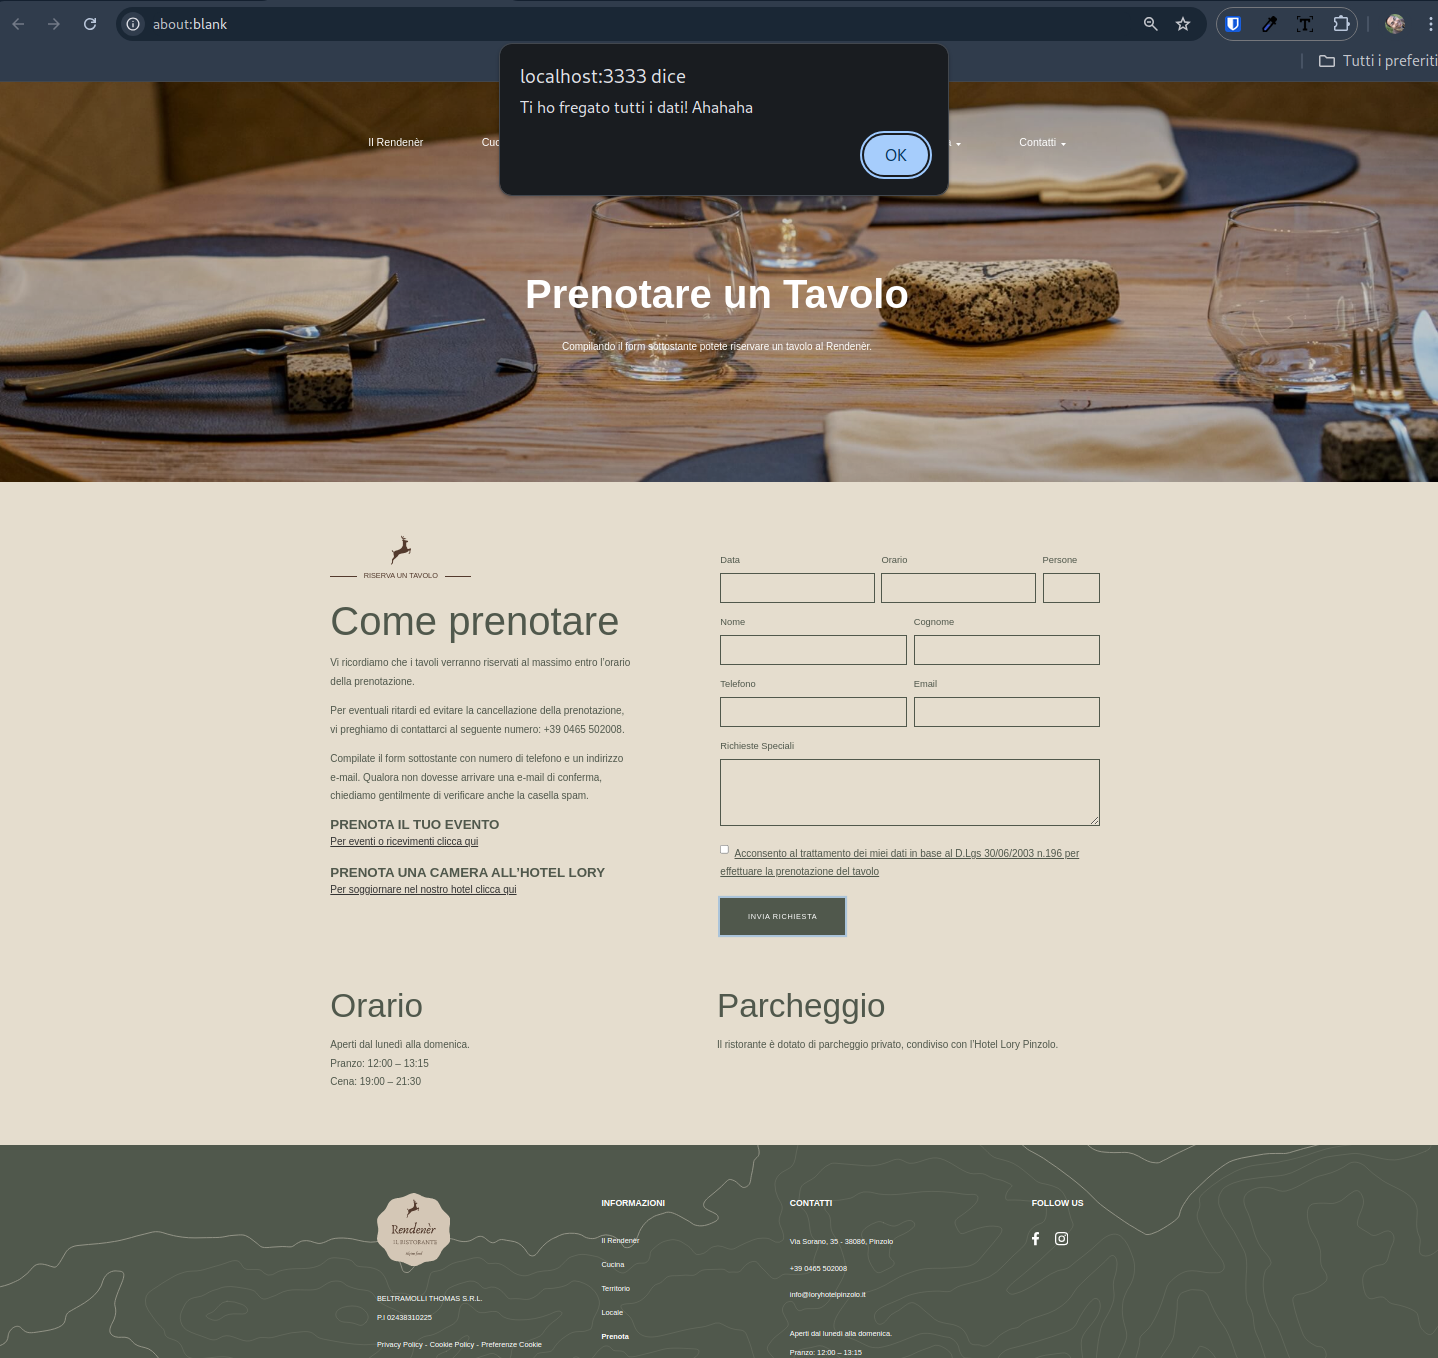 about:blank
Tutti i preferiti
localhost:3333 dice
Ti ho fregato tutti i dati! Ahahaha
OK
Il Rendenèr
Contatti
Prenotare un Tavolo
Compilando il form sottostante potete riservare un tavolo al Rendenèr.
RISERVA UN TAVOLO
Come prenotare
Vi ricordiamo che i tavoli verranno riservati al massimo entro l'orario
della prenotazione.
Per eventuali ritardi ed evitare la cancellazione della prenotazione,
vi preghiamo di contattarci al seguente numero: +39 0465 502008.
Compilate il form sottostante con numero di telefono e un indirizzo
e-mail. Qualora non dovesse arrivare una e-mail di conferma,
chiediamo gentilmente di verificare anche la casella spam.
PRENOTA IL TUO EVENTO
Per eventi o ricevimenti clicca qui
PRENOTA UNA CAMERA ALL'HOTEL LORY
Per soggiornare nel nostro hotel clicca qui
Data
Orario
Persone
Nome
Cognome
Telefono
Email
Richieste Speciali
Acconsento al trattamento dei miei dati in base al D.Lgs 30/06/2003 n.196 per
effettuare la prenotazione del tavolo
INVIA RICHIESTA
Orario
Aperti dal lunedì alla domenica.
Pranzo: 12:00 – 13:15
Cena: 19:00 – 21:30
Parcheggio
Il ristorante è dotato di parcheggio privato, condiviso con l'Hotel Lory Pinzolo.
Rendenèr
IL RISTORANTE
BELTRAMOLLI THOMAS S.R.L.
P.I 02438310225
Privacy Policy - Cookie Policy - Preferenze Cookie
INFORMAZIONI
Il Rendenèr
Cucina
Territorio
Locale
Prenota
CONTATTI
Via Sorano, 35 - 38086, Pinzolo
+39 0465 502008
info@loryhotelpinzolo.it
Aperti dal lunedì alla domenica.
Pranzo: 12:00 – 13:15
FOLLOW US